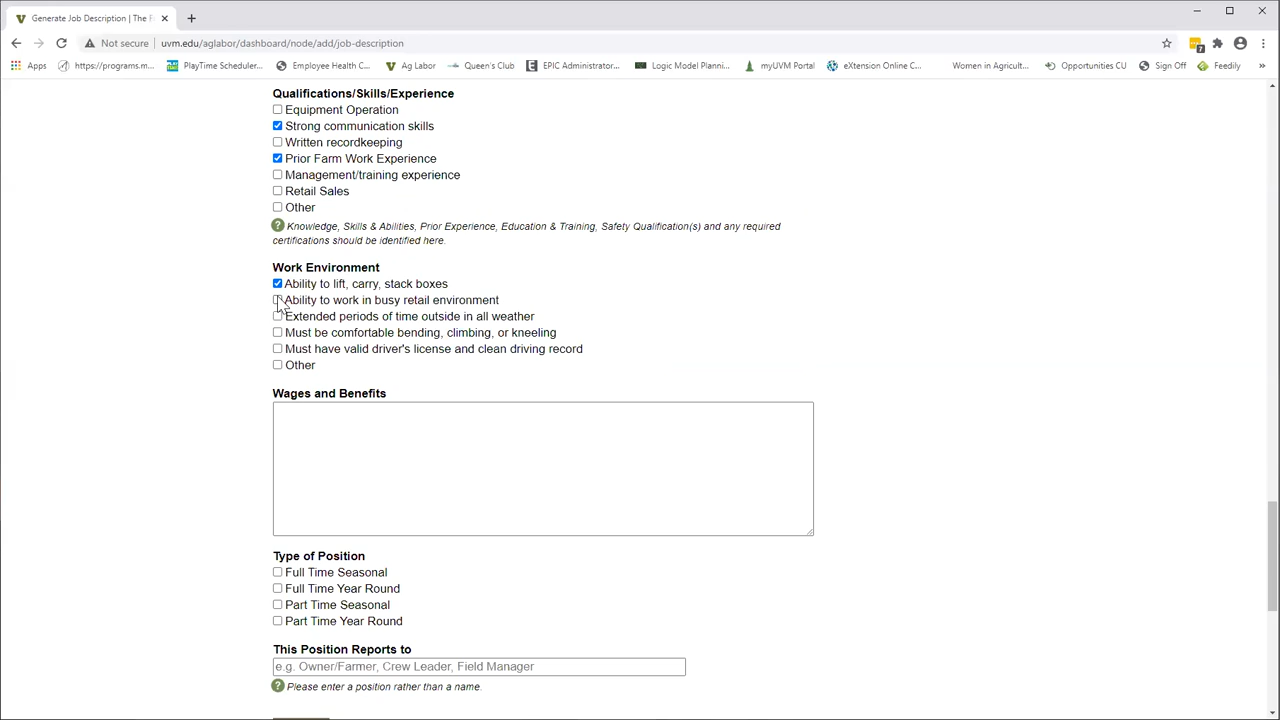 Generate Job Description | The F
Not secure
uvm.edu/aglabor/dashboard/node/add/job-description
Apps
https://programs.m...
PLAY TIME
PlayTime Scheduler...
Employee Health C...
Ag Labor
Queen's Club
EPIC Administrator...
Logic Model Planni...
myUVM Portal
eXtension Online C...
Women in Agricult...
Opportunities CU
Sign Off
Feedily
»
7
Qualifications/Skills/Experience
Equipment Operation
Strong communication skills
Written recordkeeping
Prior Farm Work Experience
Management/training experience
Retail Sales
Other
? Knowledge, Skills & Abilities, Prior Experience, Education & Training, Safety Qualification(s) and any required
certifications should be identified here.
Work Environment
Ability to lift, carry, stack boxes
Ability to work in busy retail environment
Extended periods of time outside in all weather
Must be comfortable bending, climbing, or kneeling
Must have valid driver's license and clean driving record
Other
Wages and Benefits
Type of Position
Full Time Seasonal
Full Time Year Round
Part Time Seasonal
Part Time Year Round
This Position Reports to
e.g. Owner/Farmer, Crew Leader, Field Manager
? Please enter a position rather than a name.